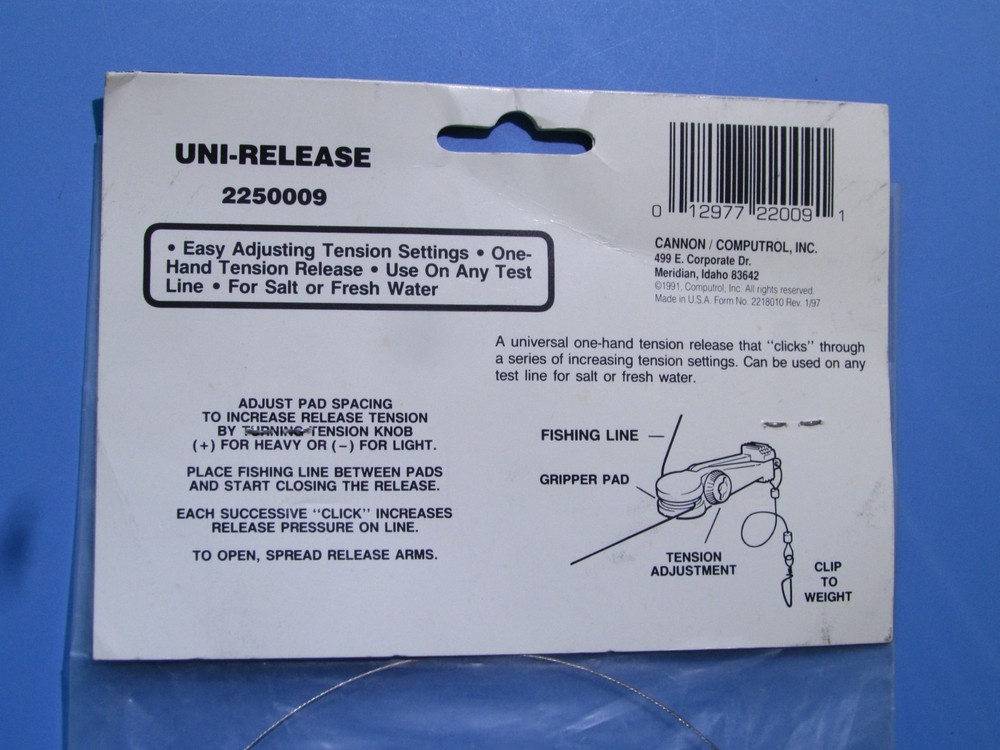 UNI-RELEASE
2250009
• Easy Adjusting Tension Settings • One-
Hand Tension Release • Use On Any Test
Line • For Salt or Fresh Water
0 12977 22009 1
CANNON / COMPUTROL, INC.
499 E. Corporate Dr.
Meridian, Idaho 83642
©1991, Computrol, Inc. All rights reserved.
Made in U.S.A. Form No. 2218010 Rev. 1/97
A universal one-hand tension release that "clicks" through
a series of increasing tension settings. Can be used on any
test line for salt or fresh water.
ADJUST PAD SPACING
TO INCREASE RELEASE TENSION
BY TURNING TENSION KNOB
(+) FOR HEAVY OR (−) FOR LIGHT.
PLACE FISHING LINE BETWEEN PADS
AND START CLOSING THE RELEASE.
EACH SUCCESSIVE "CLICK" INCREASES
RELEASE PRESSURE ON LINE.
TO OPEN, SPREAD RELEASE ARMS.
FISHING LINE
GRIPPER PAD
TENSION
ADJUSTMENT
CLIP
TO
WEIGHT